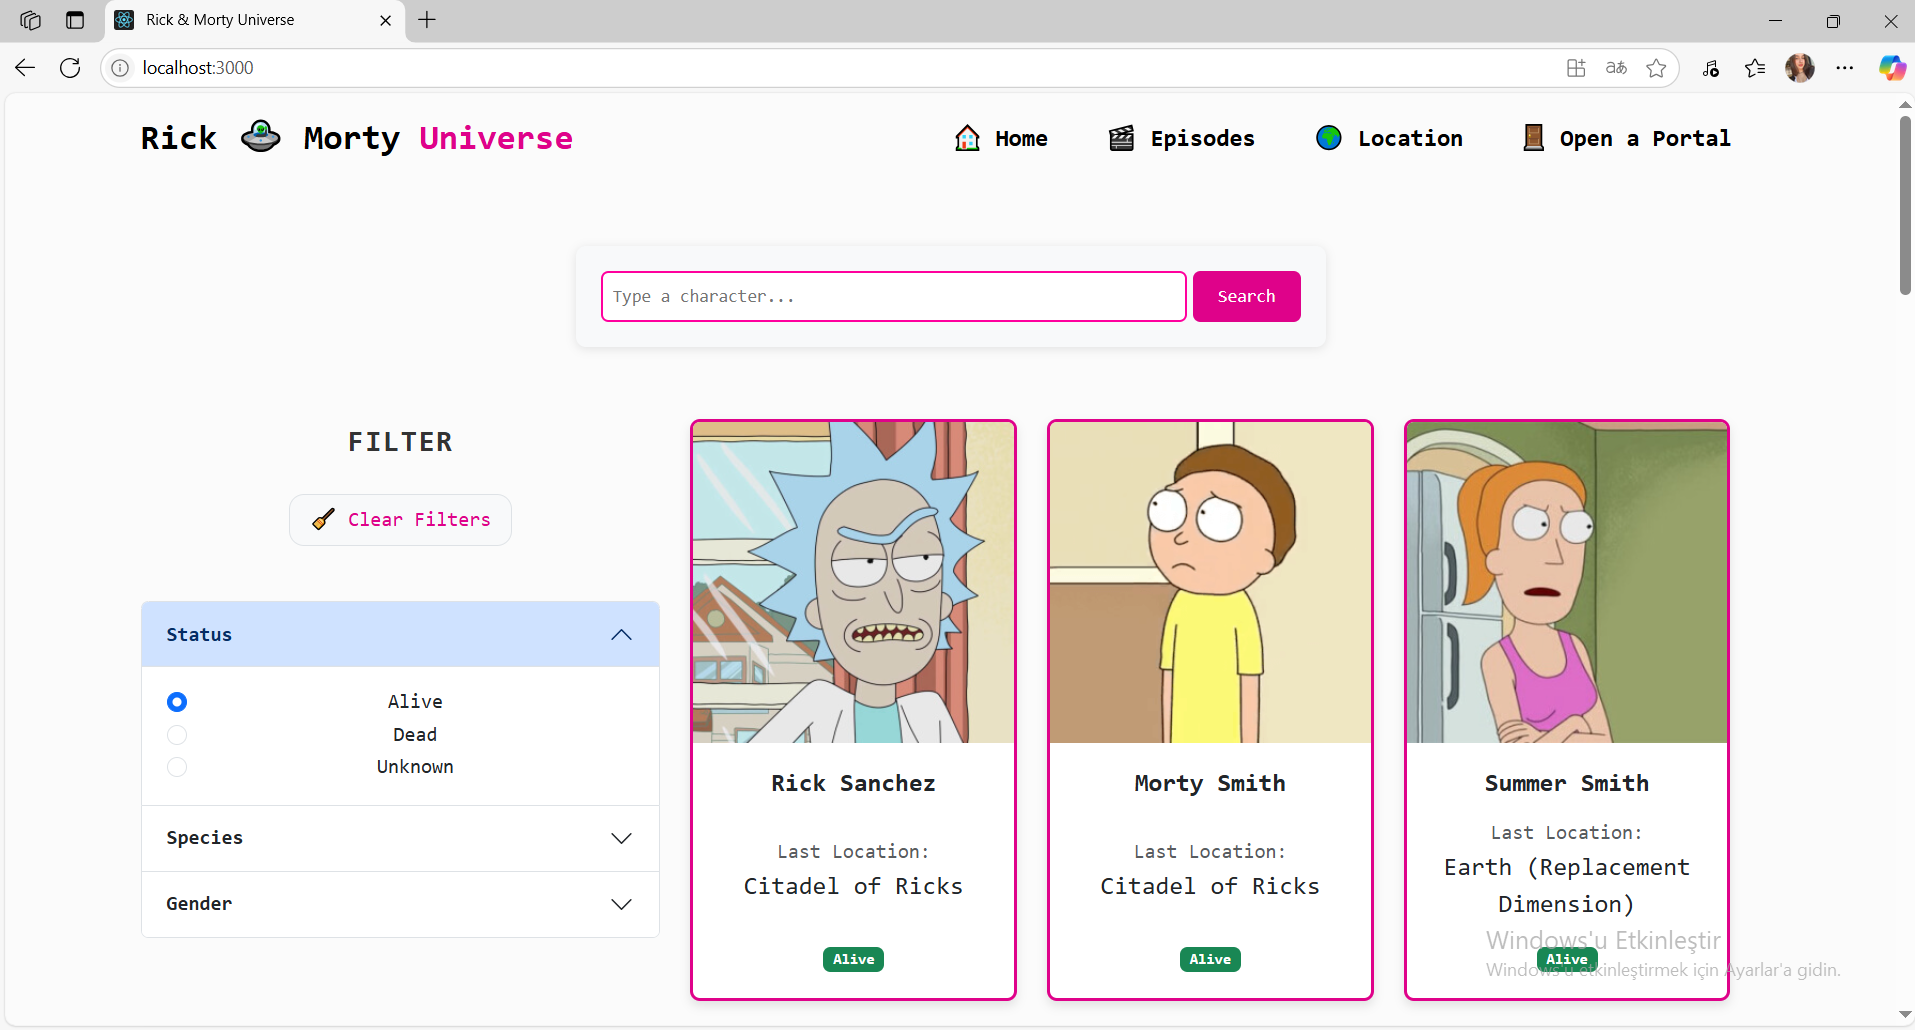 Rick & Morty Universe
localhost:3000
Rick Morty Universe
Home
Episodes
Location
Open a Portal
Type a character...
Search
FILTER
Clear Filters
Status
Alive
Dead
Unknown
Species
Gender
Rick Sanchez
Last Location:
Citadel of Ricks
Alive
Morty Smith
Last Location:
Citadel of Ricks
Alive
Summer Smith
Last Location:
Earth (Replacement
Dimension)
Alive
Windows'u Etkinleştir
Windows'u etkinleştirmek için Ayarlar'a gidin.